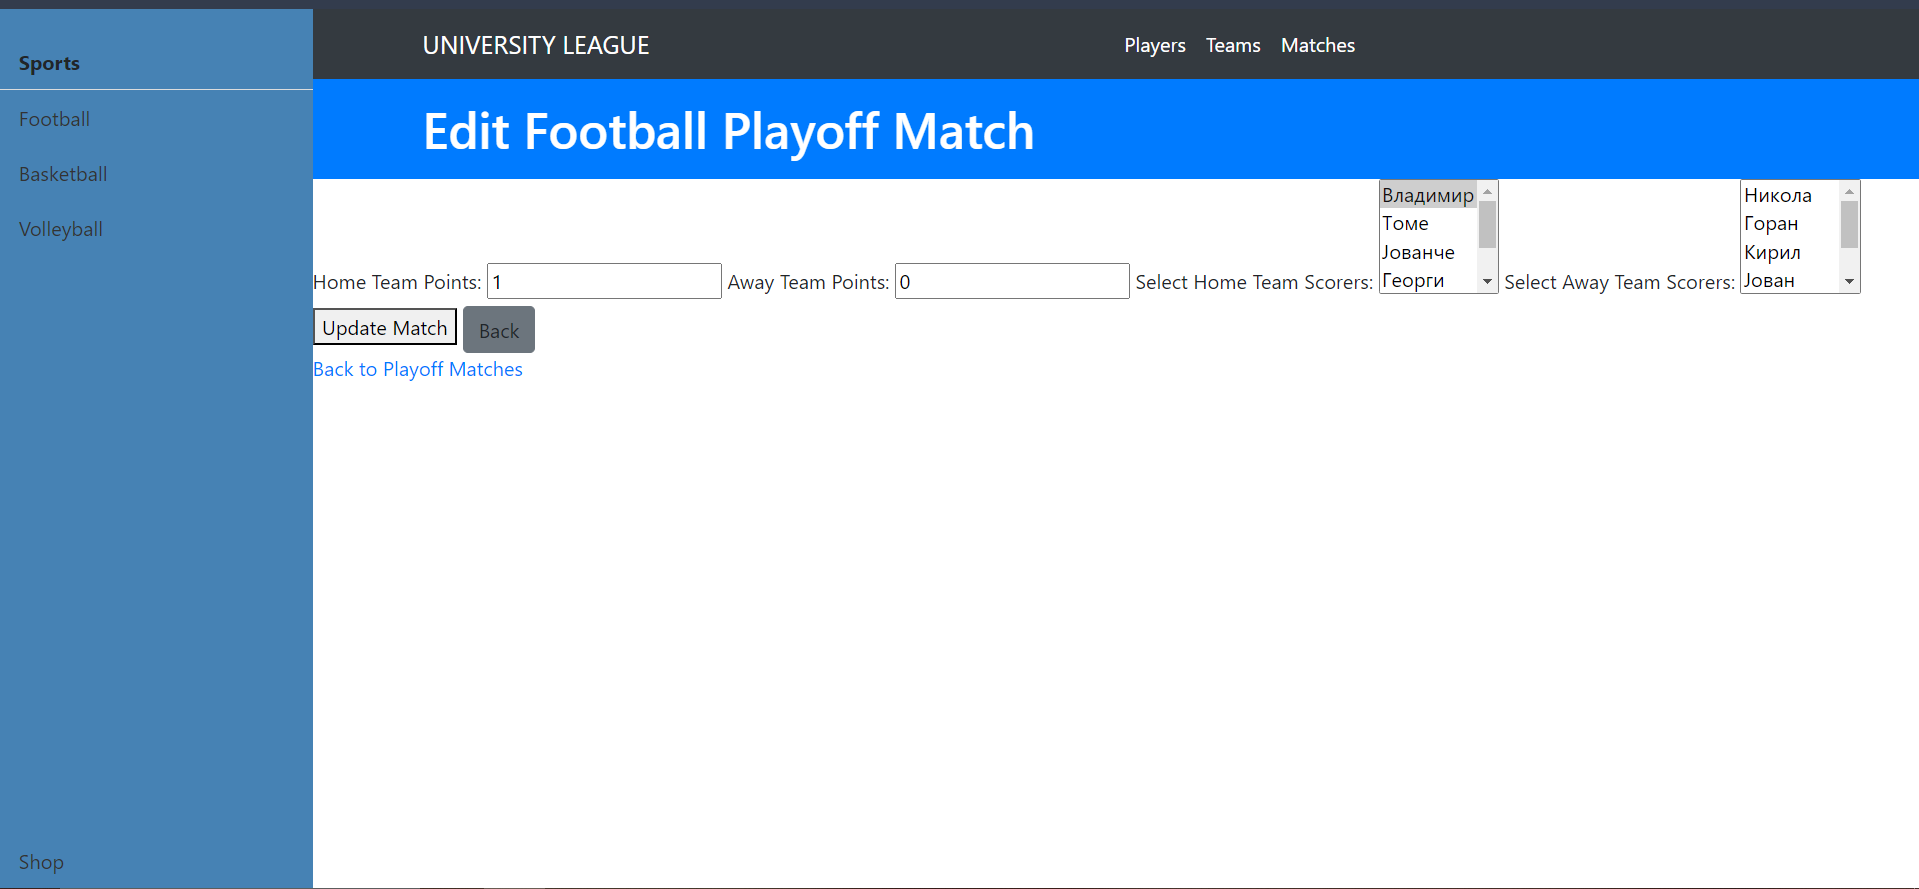 Sports
Football
Basketball
Volleyball
Shop
UNIVERSITY LEAGUE
Players Teams Matches
Edit Football Playoff Match
Home Team Points: 1 Away Team Points: 0 Select Home Team Scorers:
Владимир
Томе
Јованче
Георги
Select Away Team Scorers:
Никола
Горан
Кирил
Јован
Update Match Back
Back to Playoff Matches